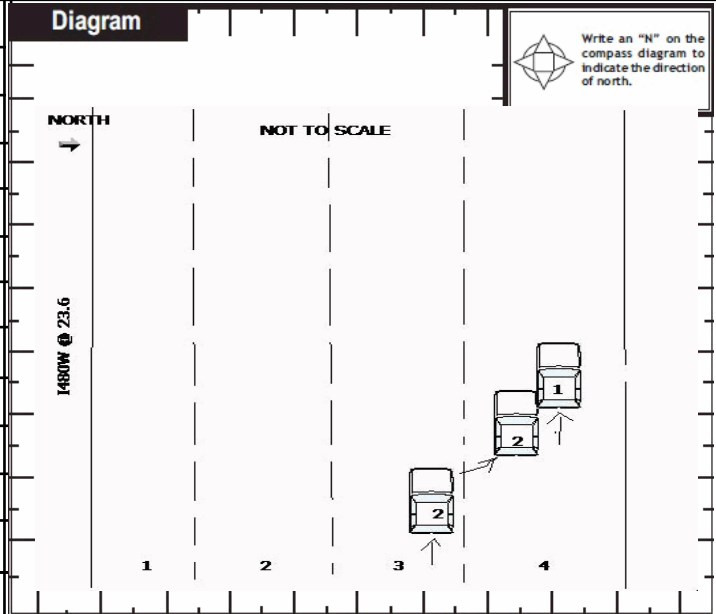 Diagram
Write an “N” on the
compass diagram to
indicate the direction
of north.
NORTH
NOT TO SCALE
I480W @ 23.6
1
2
2
1
2
3
4